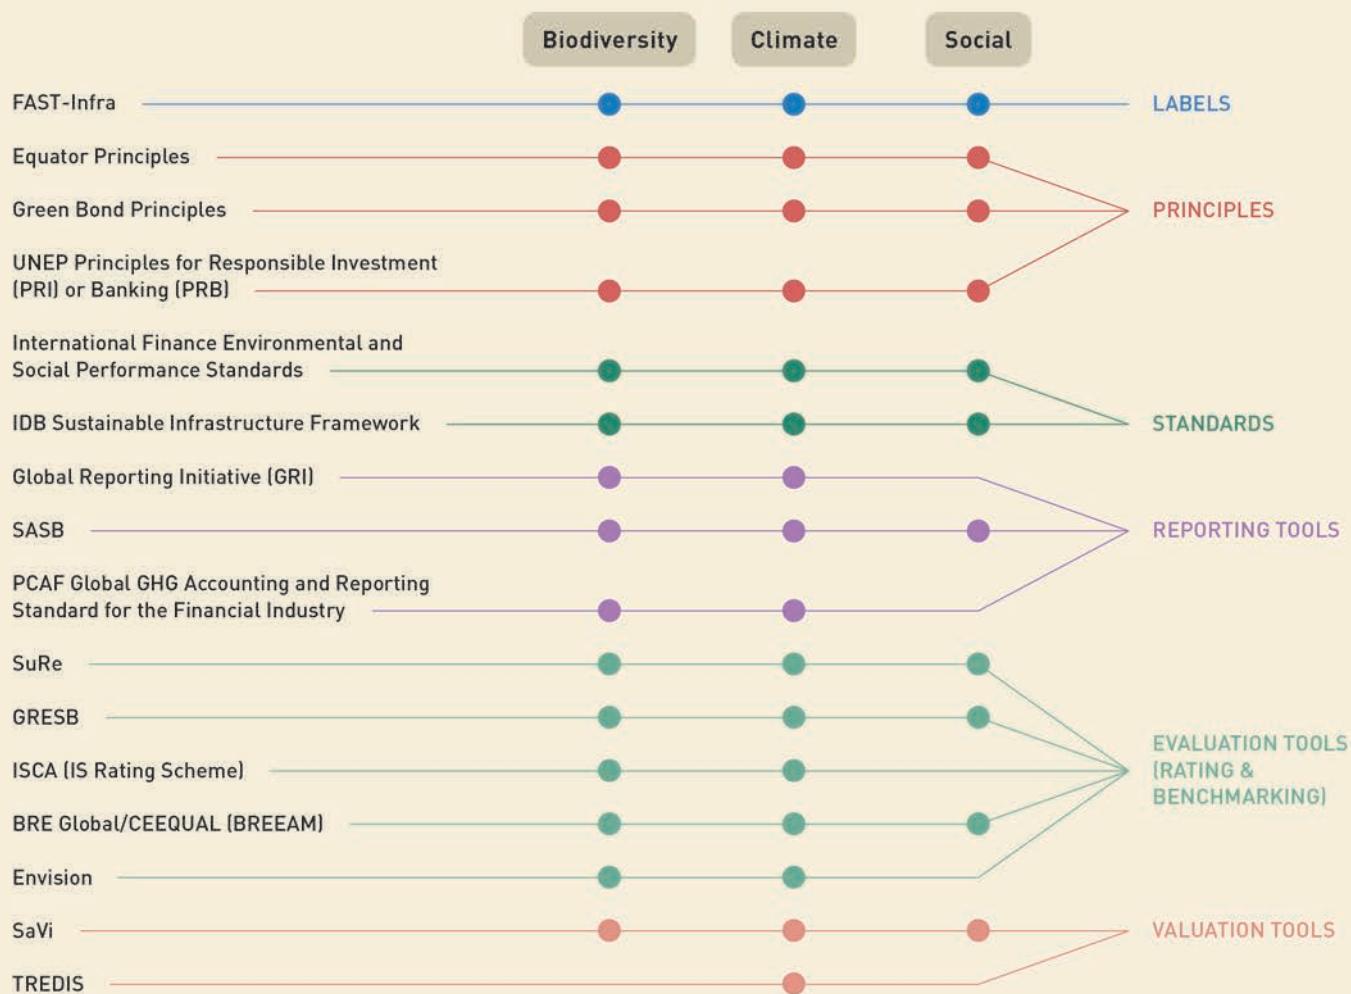 Biodiversity
Climate
Social
FAST-Infra
LABELS
Equator Principles
Green Bond Principles
PRINCIPLES
UNEP Principles for Responsible Investment
(PRI) or Banking (PRB)
International Finance Environmental and
Social Performance Standards
IDB Sustainable Infrastructure Framework
STANDARDS
Global Reporting Initiative (GRI)
SASB
REPORTING TOOLS
PCAF Global GHG Accounting and Reporting
Standard for the Financial Industry
SuRe
GRESB
ISCA (IS Rating Scheme)
EVALUATION TOOLS
(RATING &
BENCHMARKING)
BRE Global/CEEQUAL (BREEAM)
Envision
SaVi
VALUATION TOOLS
TREDIS